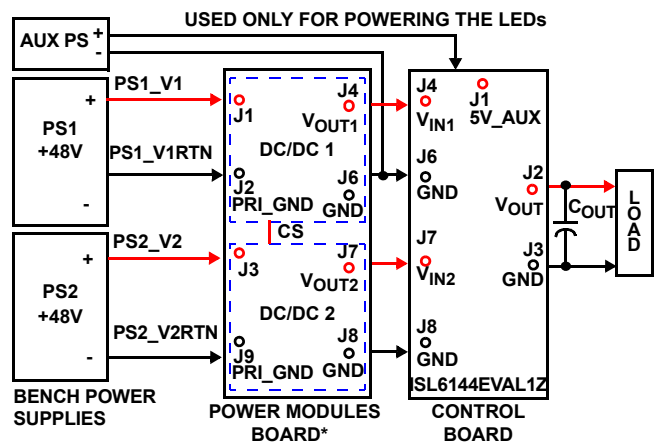 USED ONLY FOR POWERING THE LEDs
AUX PS
+
-
PS1
+48V
+
-
PS1_V1
PS1_V1RTN
PS2
+48V
+
-
PS2_V2
PS2_V2RTN
BENCH POWER
SUPPLIES
J1
J4
VOUT1
DC/DC 1
J2
PRI_GND
J6
GND
CS
J3
J7
VOUT2
DC/DC 2
J9
PRI_GND
J8
GND
POWER MODULES
BOARD*
J4
VIN1
J1
5V_AUX
J6
GND
J2
VOUT
J7
VIN2
J3
GND
J8
GND
ISL6144EVAL1Z
CONTROL
BOARD
COUT
LOAD